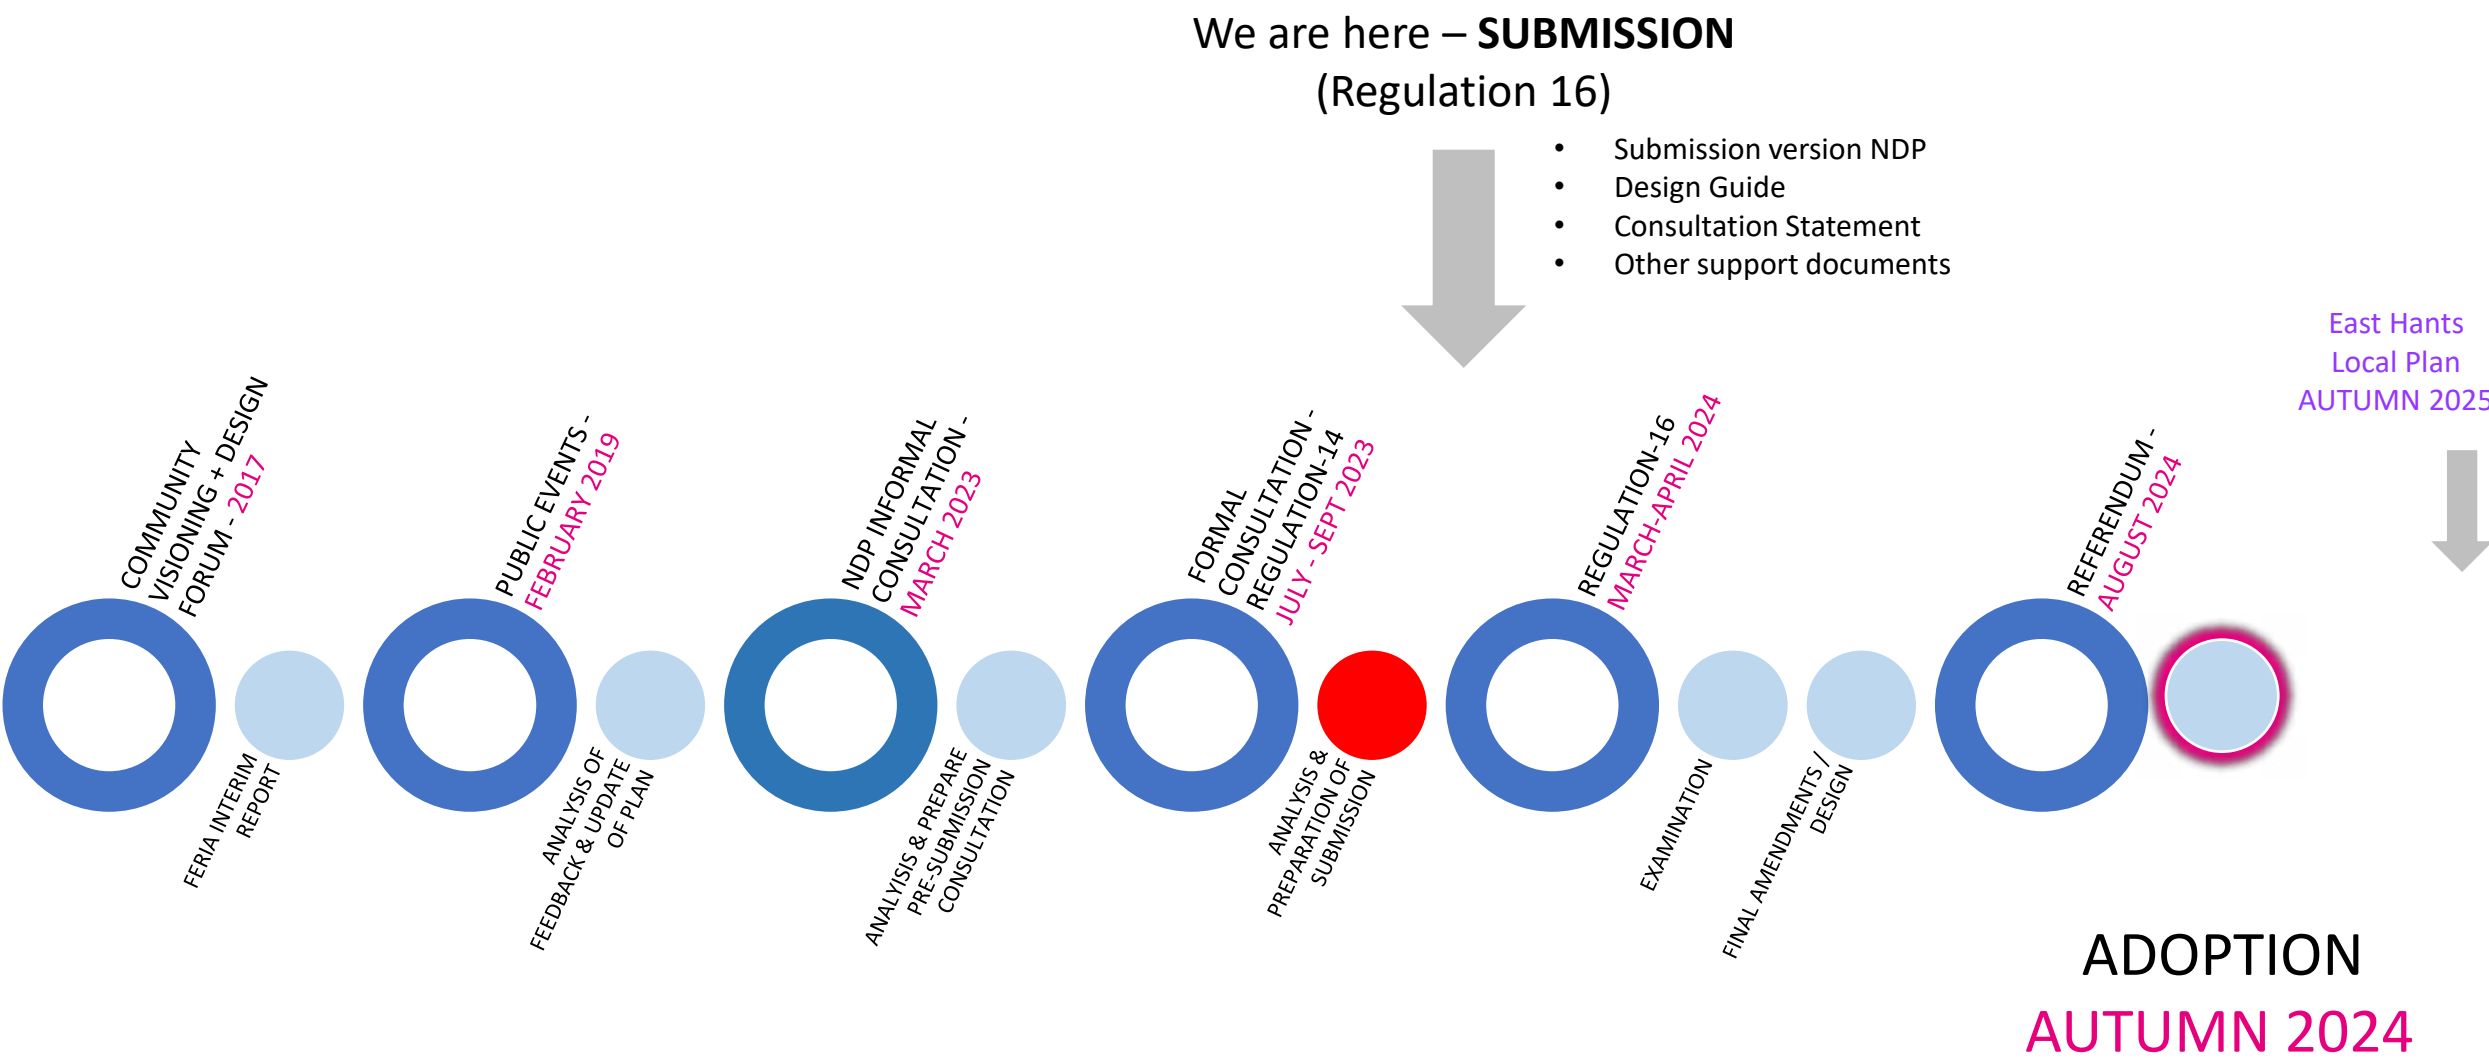 We are here – SUBMISSION
(Regulation 16)
• Submission version NDP
• Design Guide
• Consultation Statement
• Other support documents
East Hants
Local Plan
AUTUMN 2025
COMMUNITY
VISIONING + DESIGN
FORUM - 2017
PUBLIC EVENTS -
FEBRUARY 2019
NDP INFORMAL
CONSULTATION -
MARCH 2023
FORMAL
CONSULTATION -
REGULATION-14
JULY - SEPT 2023
REGULATION-16
MARCH-APRIL 2024
REFERENDUM -
AUGUST 2024
FERIA INTERIM
REPORT
ANALYSIS OF
FEEDBACK & UPDATE
OF PLAN
ANALYISIS & PREPARE
PRE-SUBMISSION
CONSULTATION
ANALYSIS &
PREPARATION OF
SUBMISSION
EXAMINATION
FINAL AMENDMENTS /
DESIGN
ADOPTION
AUTUMN 2024